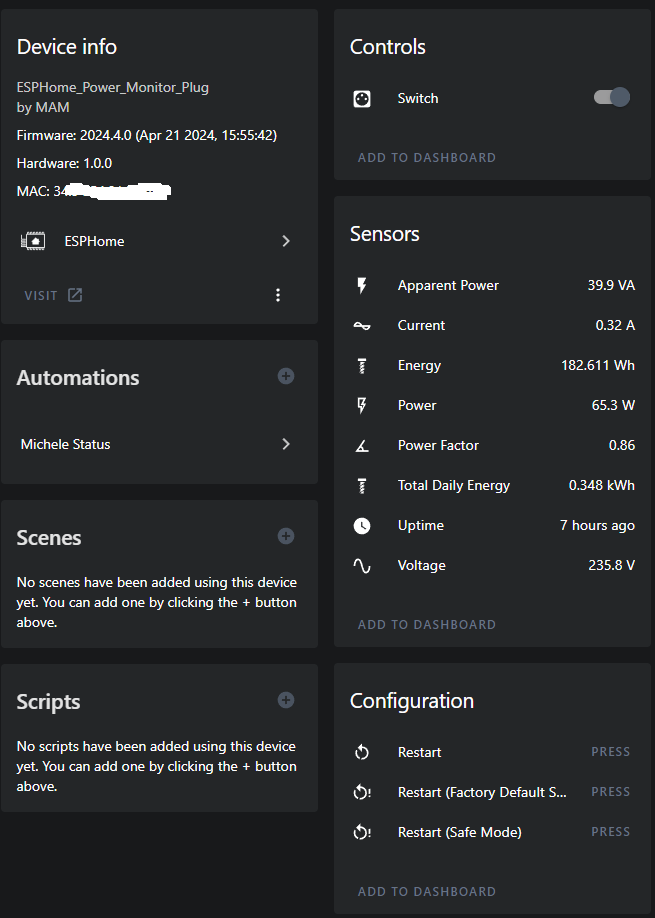 Device info
ESPHome_Power_Monitor_Plug
by MAM
Firmware: 2024.4.0 (Apr 21 2024, 15:55:42)
Hardware: 1.0.0
MAC: 34
ESPHome
VISIT
Automations
Michele Status
Scenes
No scenes have been added using this device
yet. You can add one by clicking the + button
above.
Scripts
No scripts have been added using this device
yet. You can add one by clicking the + button
above.
Controls
Switch
ADD TO DASHBOARD
Sensors
Apparent Power 39.9 VA
Current 0.32 A
Energy 182.611 Wh
Power 65.3 W
Power Factor 0.86
Total Daily Energy 0.348 kWh
Uptime 7 hours ago
Voltage 235.8 V
ADD TO DASHBOARD
Configuration
Restart PRESS
Restart (Factory Default S... PRESS
Restart (Safe Mode) PRESS
ADD TO DASHBOARD